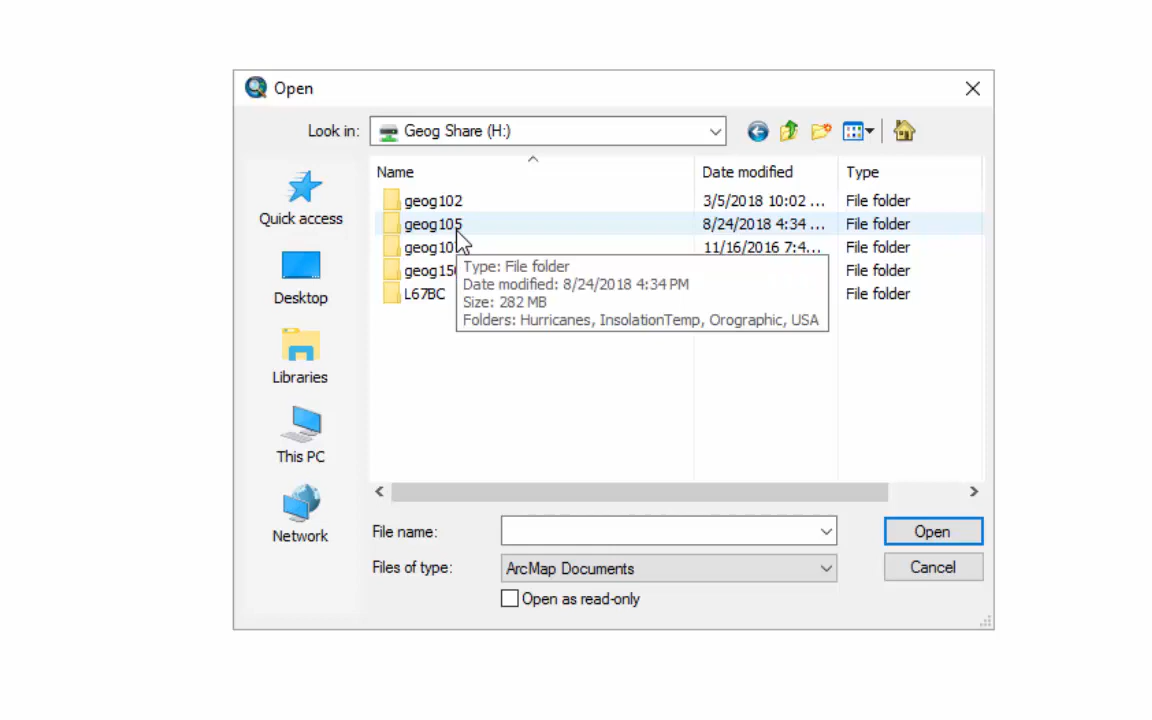 Open
Look in: Geog Share (H:)
Name Date modified Type
geog102 3/5/2018 10:02 ... File folder
geog105 8/24/2018 4:34 ... File folder
11/16/2016 7:4... File folder
File folder
L67BC File folder
Type: File folder
Date modified: 8/24/2018 4:34 PM
Size: 282 MB
Folders: Hurricanes, InsolationTemp, Orographic, USA
Quick access
Desktop
Libraries
This PC
Network
File name: Open
Files of type: ArcMap Documents Cancel
Open as read-only